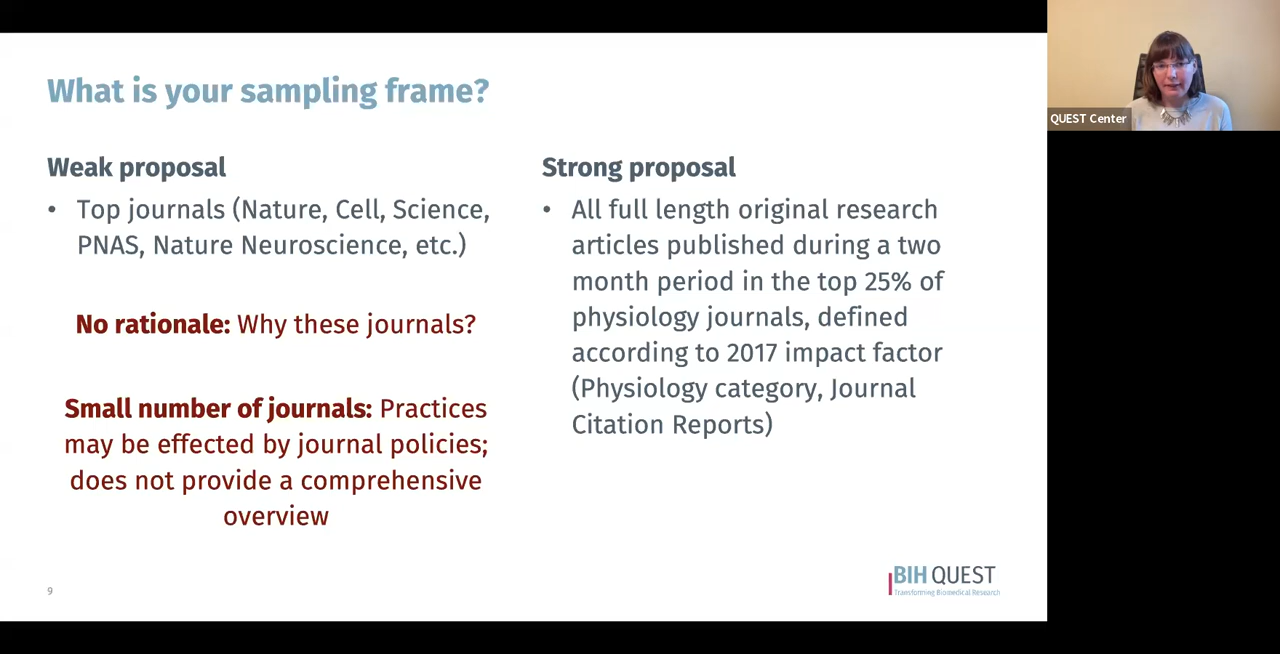 What is your sampling frame?
Weak proposal
• Top journals (Nature, Cell, Science,
PNAS, Nature Neuroscience, etc.)
No rationale: Why these journals?
Small number of journals: Practices
may be effected by journal policies;
does not provide a comprehensive
overview
Strong proposal
• All full length original research
articles published during a two
month period in the top 25% of
physiology journals, defined
according to 2017 impact factor
(Physiology category, Journal
Citation Reports)
9
BIH QUEST
Transforming Biomedical Research
QUEST Center